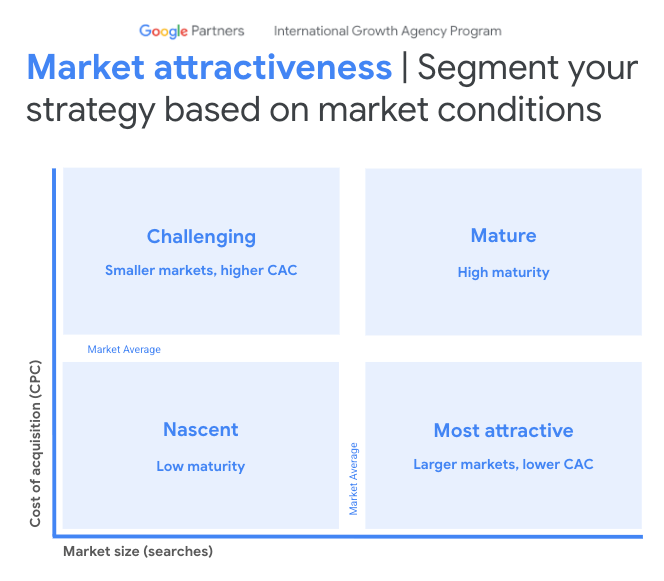 Google Partners International Growth Agency Program
Market attractiveness | Segment your
strategy based on market conditions
Challenging
Smaller markets, higher CAC
Mature
High maturity
Market Average
Nascent
Low maturity
Most attractive
Larger markets, lower CAC
Market Average
Cost of acquisition (CPC)
Market size (searches)